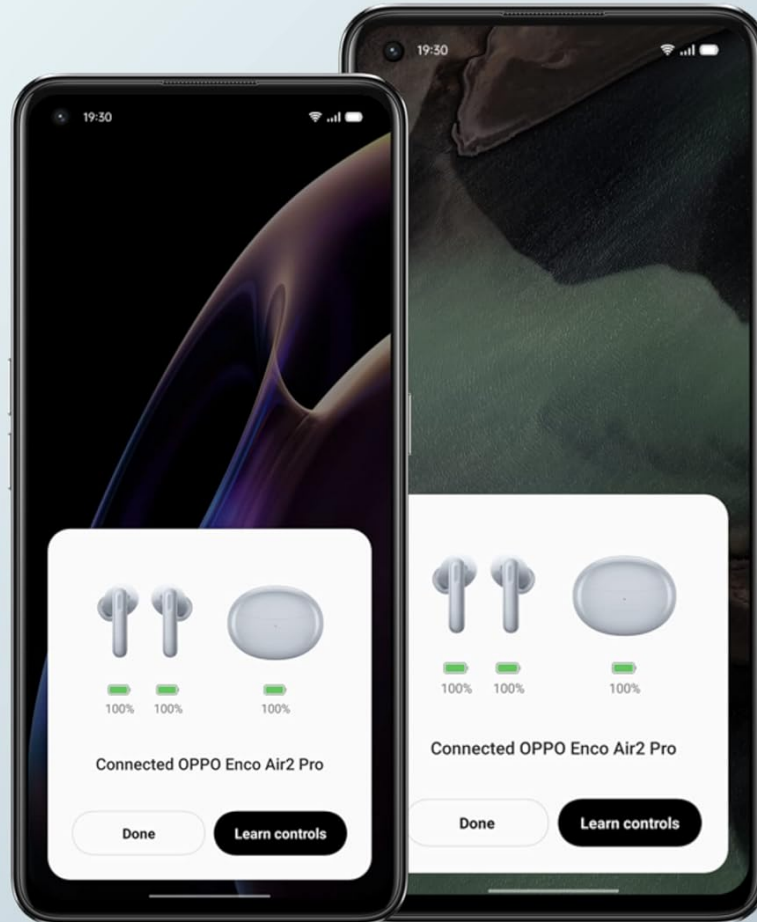 19:30
100% 100% 100%
Connected OPPO Enco Air2 Pro
Done Learn controls
19:30
100% 100% 100%
Connected OPPO Enco Air2 Pro
Done Learn controls